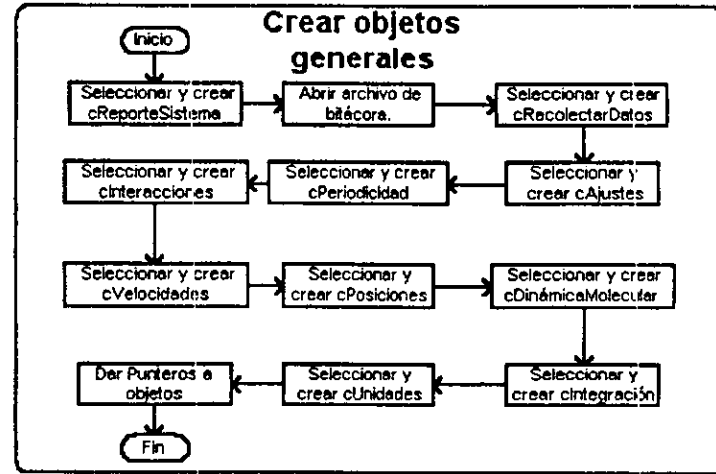 Crear objetos
generales
Inicio
Seleccionar y crear
cReporteSistema
Abrir archivo de
bitácora.
Seleccionar y crear
cRecolectarDatos
Seleccionar y
crear cAjustes
Seleccionar y crear
cPeriodicidad
Seleccionar y crear
cInteracciones
Seleccionar y crear
cVelocidades
Seleccionar y
crear cPosiciones
Seleccionar y crear
cDinámicaMolecular
Seleccionar y
crear cIntegración
Seleccionar y
crear cUnidades
Dar Punteros a
objetos
Fin